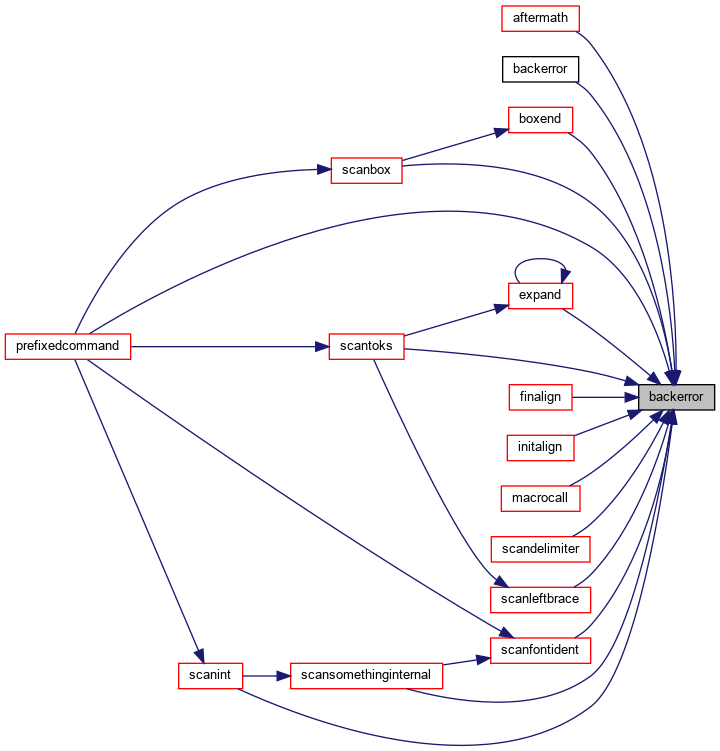 aftermath
backerror
boxend
scanbox
expand
prefixedcommand
scantoks
backerror
finalign
initalign
macrocall
scandelimiter
scanleftbrace
scanfontident
scanint
scansomethinginternal